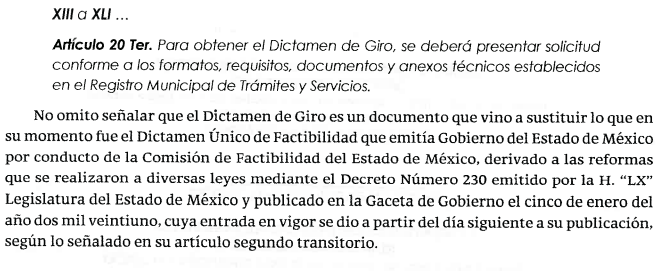 XIII a XLI ...
Artículo 20 Ter. Para obtener el Dictamen de Giro, se deberá presentar solicitud
conforme a los formatos, requisitos, documentos y anexos técnicos establecidos
en el Registro Municipal de Trámites y Servicios.
No omito señalar que el Dictamen de Giro es un documento que vino a sustituir lo que en
su momento fue el Dictamen Único de Factibilidad que emitía Gobierno del Estado de México
por conducto de la Comisión de Factibilidad del Estado de México, derivado a las reformas
que se realizaron a diversas leyes mediante el Decreto Número 230 emitido por la H. “LX”
Legislatura del Estado de México y publicado en la Gaceta de Gobierno el cinco de enero del
año dos mil veintiuno, cuya entrada en vigor se dio a partir del día siguiente a su publicación,
según lo señalado en su artículo segundo transitorio.